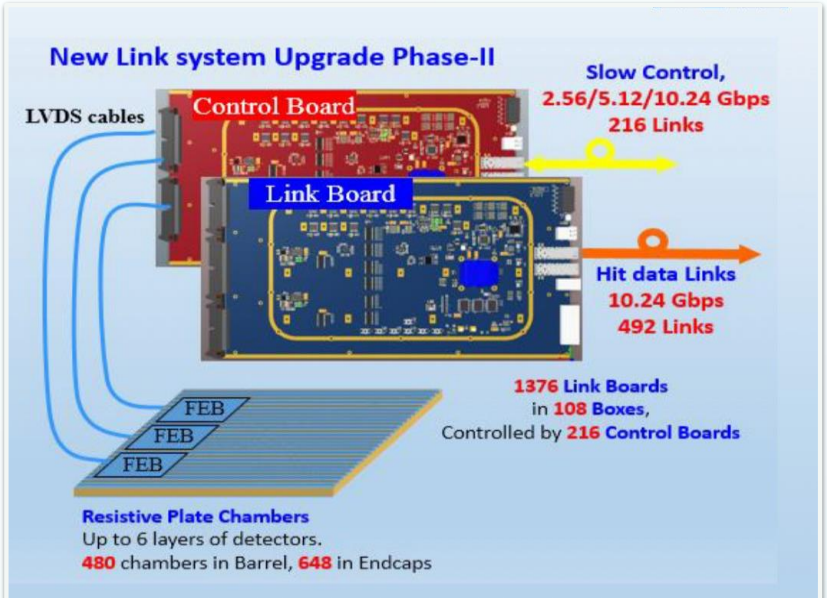 New Link system Upgrade Phase-II
Slow Control,
2.56/5.12/10.24 Gbps
216 Links
LVDS cables
Control Board
Link Board
Hit data Links
10.24 Gbps
492 Links
1376 Link Boards
in 108 Boxes,
Controlled by 216 Control Boards
FEB
FEB
FEB
Resistive Plate Chambers
Up to 6 layers of detectors.
480 chambers in Barrel, 648 in Endcaps